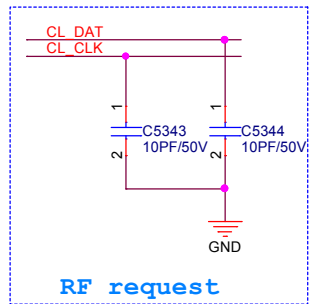 CL_DAT
CL_CLK
1
1
C5343
C5344
10PF/50V
10PF/50V
2
2
GND
RF request